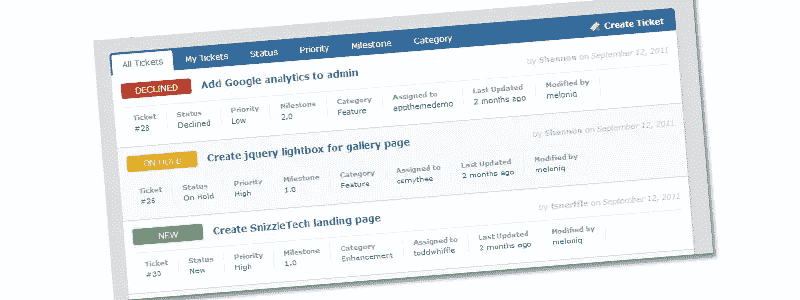 All Tickets My Tickets Status Priority Milestone Category Create Ticket
DECLINED Add Google analytics to admin by Shannon on September 12, 2011
Ticket Status Priority Milestone Category Assigned to Last Updated Modified by
#28 Declined Low 2.0 Feature appthemedemo 2 months ago meloniq
ON HOLD Create jquery lightbox for gallery page by Shannon on September 12, 2011
Ticket Status Priority Milestone Category Assigned to Last Updated Modified by
#26 On Hold High 1.0 Feature csmythee 2 months ago meloniq
NEW Create SnizzleTech landing page by on September 12, 2011
Ticket Status Priority Milestone Category Assigned to Last Updated Modified by
#30 New High 1.0 Enhancement toddwhiffle 2 months ago meloniq